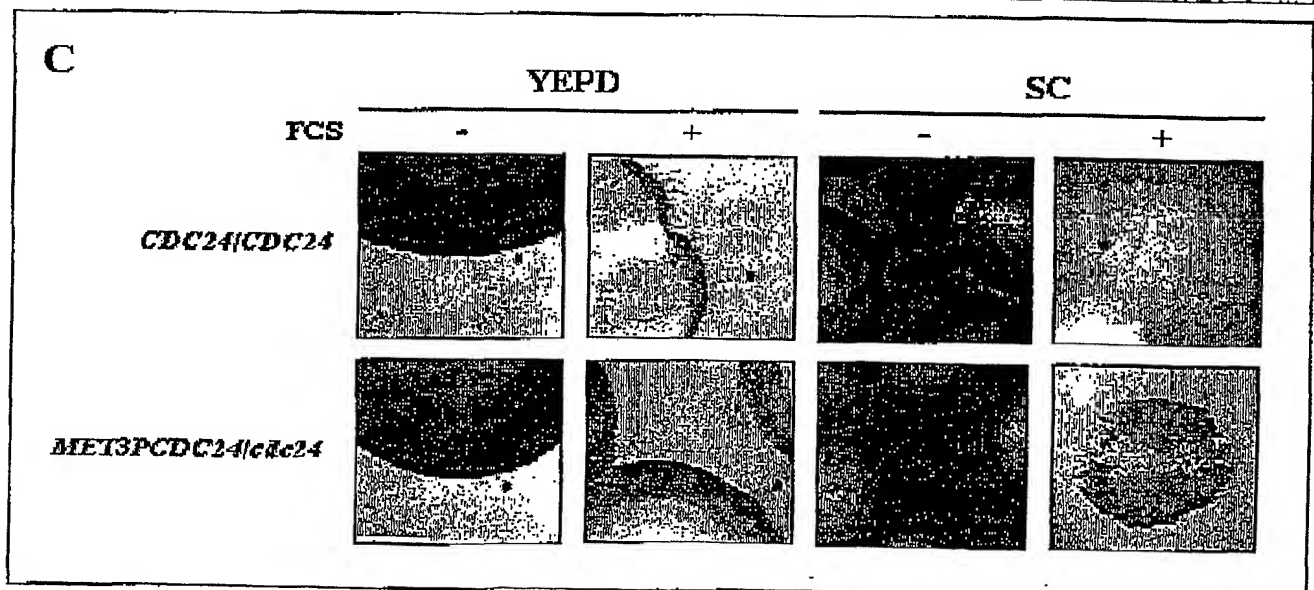 C
YEPD SC
FCS - + - +
CDC24/CDC24
MET3PCDC24/cdc24